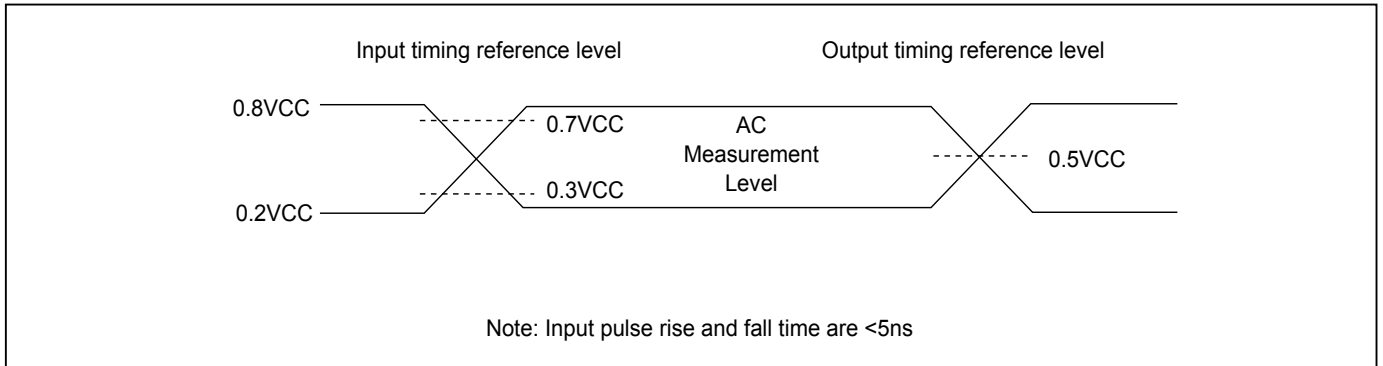 Input timing reference level
Output timing reference level
0.8VCC
0.7VCC
AC
Measurement
Level
0.5VCC
0.3VCC
0.2VCC
Note: Input pulse rise and fall time are <5ns